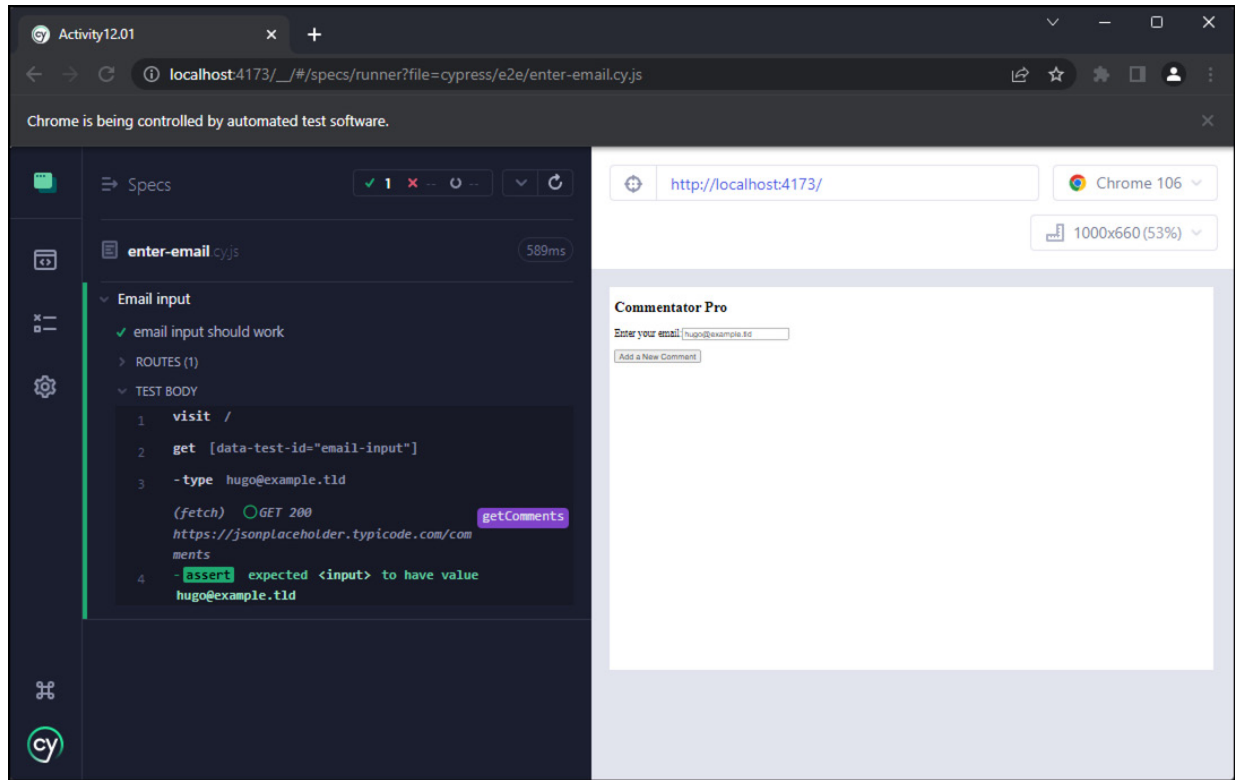 Activity12.01
localhost:4173/__/#/specs/runner?file=cypress/e2e/enter-email.cy.js
Chrome is being controlled by automated test software.
Specs
1 -- --
enter-email.cy.js 589ms
Email input
email input should work
ROUTES (1)
TEST BODY
1 visit /
2 get [data-test-id="email-input"]
3 -type hugo@example.tld
(fetch) GET 200 getComments
https://jsonplaceholder.typicode.com/com
ments
4 -assert expected <input> to have value
hugo@example.tld
cy
http://localhost:4173/
Chrome 106
1000x660 (53%)
Commentator Pro
Enter your email: hugo@example.tld
Add a New Comment